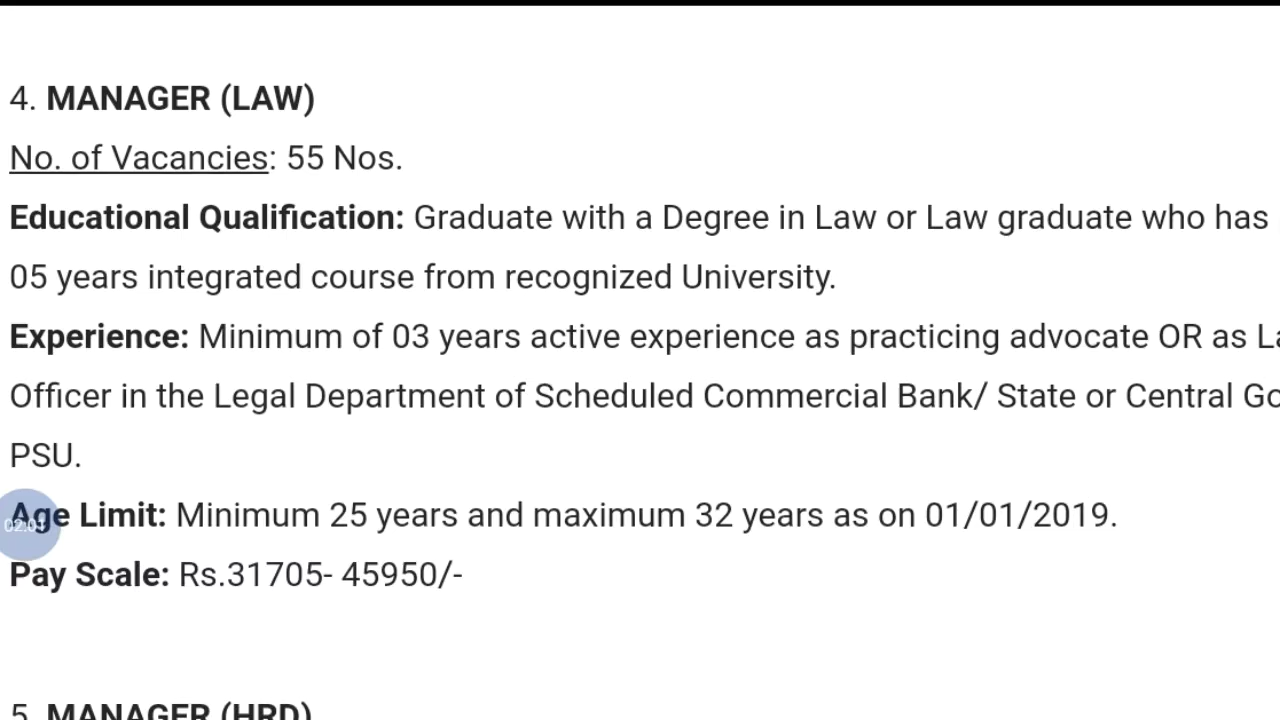 4. MANAGER (LAW)
No. of Vacancies: 55 Nos.
Educational Qualification: Graduate with a Degree in Law or Law graduate who has
05 years integrated course from recognized University.
Experience: Minimum of 03 years active experience as practicing advocate OR as
Officer in the Legal Department of Scheduled Commercial Bank/ State or Central
PSU.
Age Limit: Minimum 25 years and maximum 32 years as on 01/01/2019.
02:01
Pay Scale: Rs.31705- 45950/-
5. MANAGER (HRD)